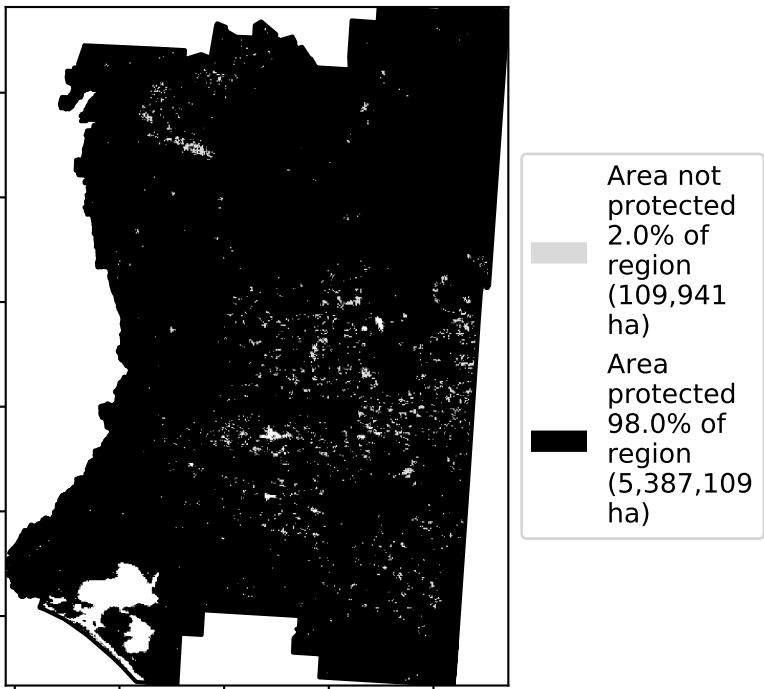 Area not
protected
2.0% of
region
(109,941
ha)
Area
protected
98.0% of
region
(5,387,109
ha)